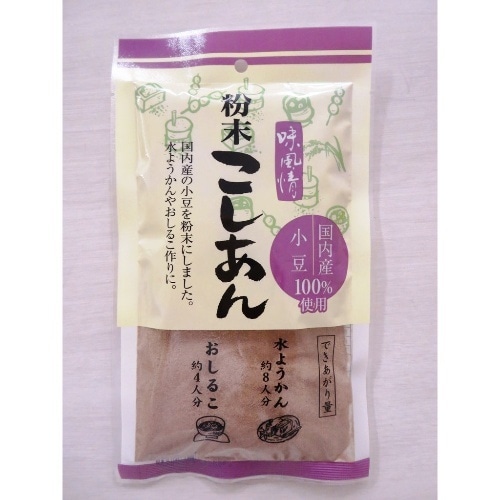 味風情
粉末
こしあん
国内産の小豆を粉末にしました。
水ようかんやおしるこ作りに。
国内産
小豆
100%
使用
できあがり量
水ようかん
約8人分
おしるこ
約4人分